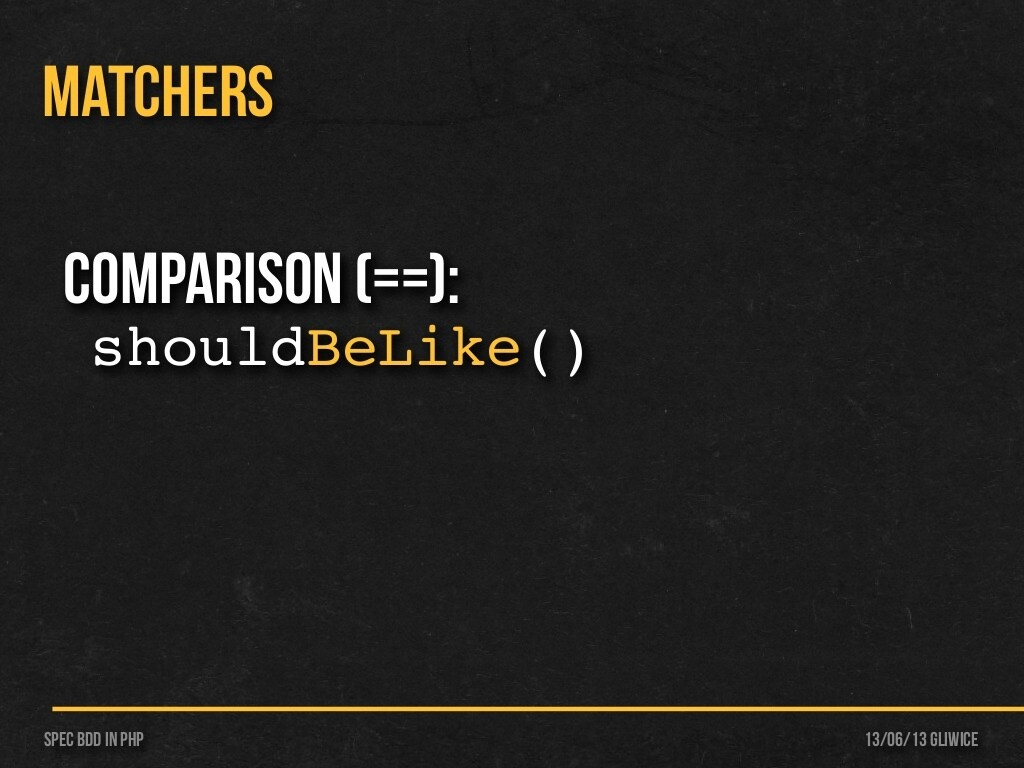 MATCHERS
COMPARISON (==):
shouldBeLike()
SPEC BDD IN PHP
13/06/13 GLIWICE